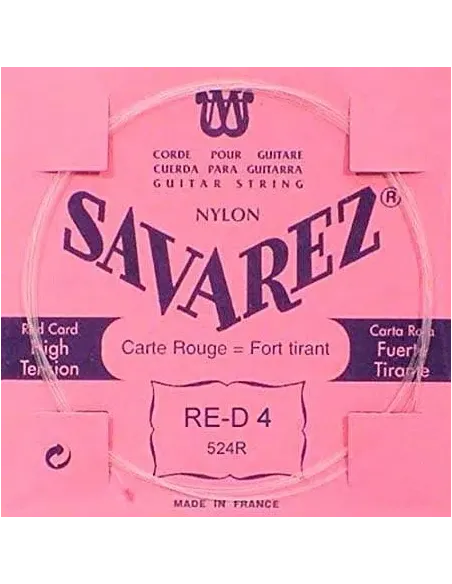 CORDE POUR GUITARE
CUERDA PARA GUITARRA
GUITAR STRING
NYLON
SAVAREZ®
Red Card
High
Tension
Carte Rouge = Fort tirant
Carta Roja
Fuerte
Tirante
RE-D 4
524R
MADE IN FRANCE